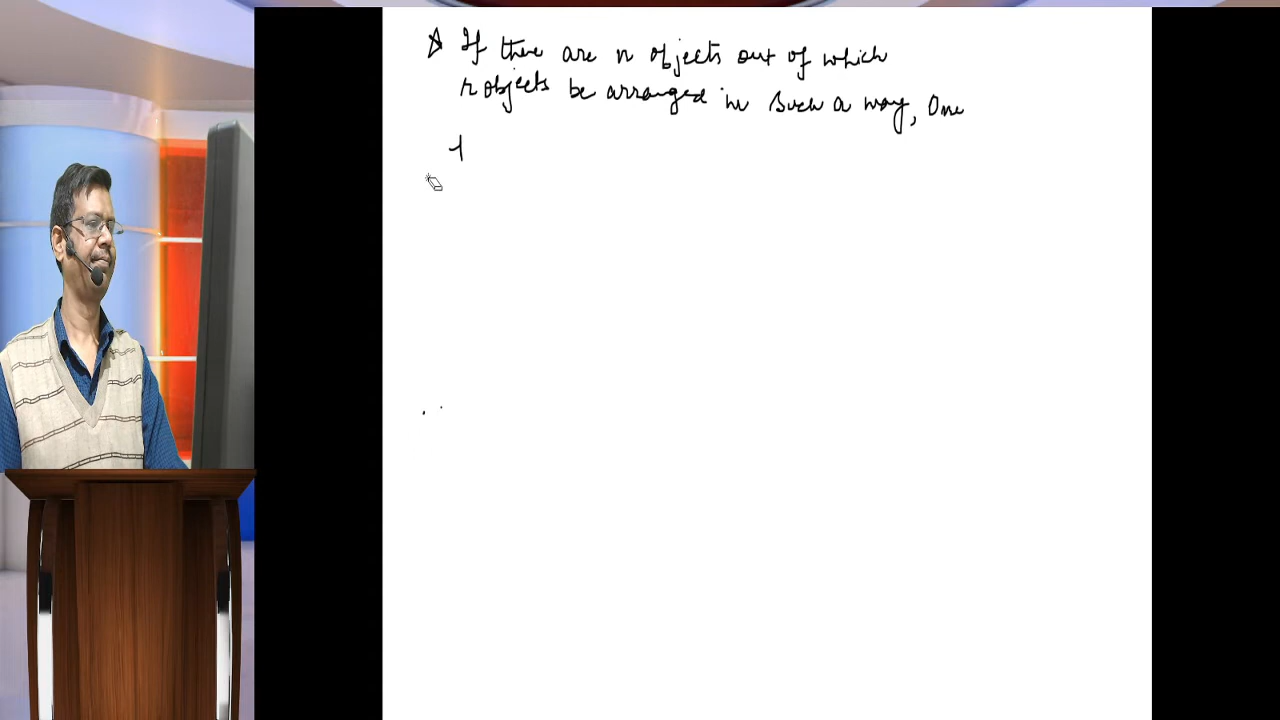 ☆ If there are n objects out of which
r objects be arranged in such a way, One